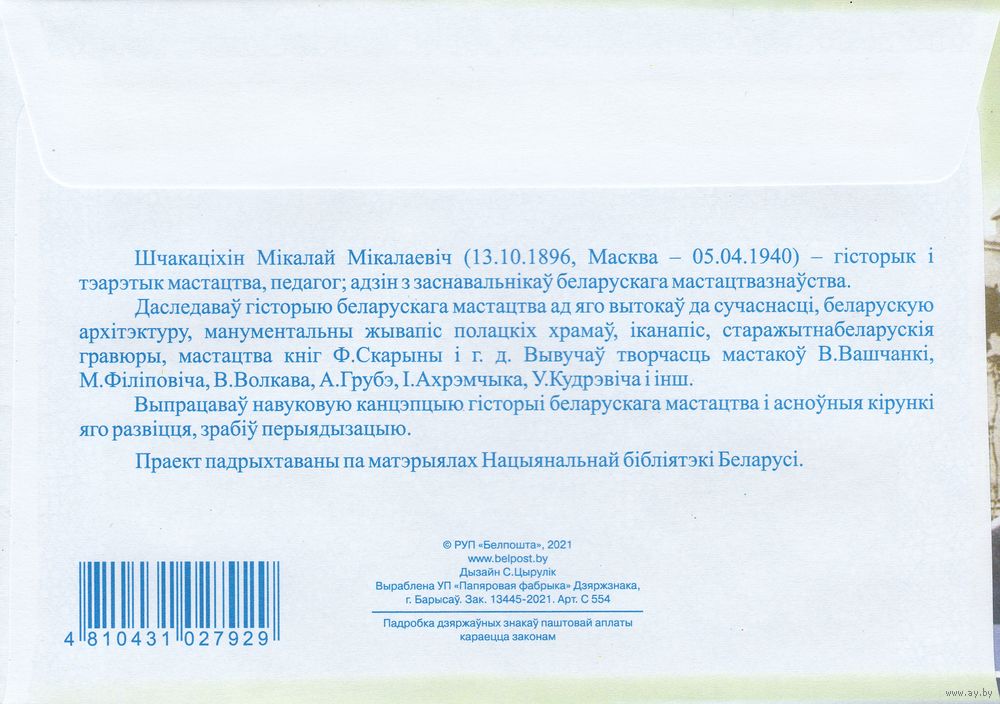 Шчакаціхін Мікалай Мікалаевіч (13.10.1896, Масква – 05.04.1940) – гісторык і
тэарэтык мастацтва, педагог; адзін з заснавальнікаў беларускага мастацтвазнаўства.
Даследаваў гісторыю беларускага мастацтва ад яго вытокаў да сучаснасці, беларускую
архітэктуру, манументальны жывапіс полацкіх храмаў, іканапіс, старажытнабеларускія
гравюры, мастацтва кніг Ф.Скарыны і г. д. Вывучаў творчасць мастакоў В.Вашчанкі,
М.Філіповіча, В.Волкава, А.Грубэ, І.Ахрэмчыка, У.Кудрэвіча і інш.
Выпрацаваў навуковую канцэпцыю гісторыі беларускага мастацтва і асноўныя кірункі
яго развіцця, зрабіў перыядызацыю.
Праект падрыхтаваны па матэрыялах Нацыянальнай бібліятэкі Беларусі.
© РУП «Белпошта», 2021
www.belpost.by
Дызайн С.Цырулік
Выраблена УП «Папяровая фабрыка» Дзяржзнака,
г. Барысаў. Зак. 13445-2021. Арт. С 554
Падробка дзяржаўных знакаў паштовай аплаты
караецца законам
4 810431 027929
www.ay.by